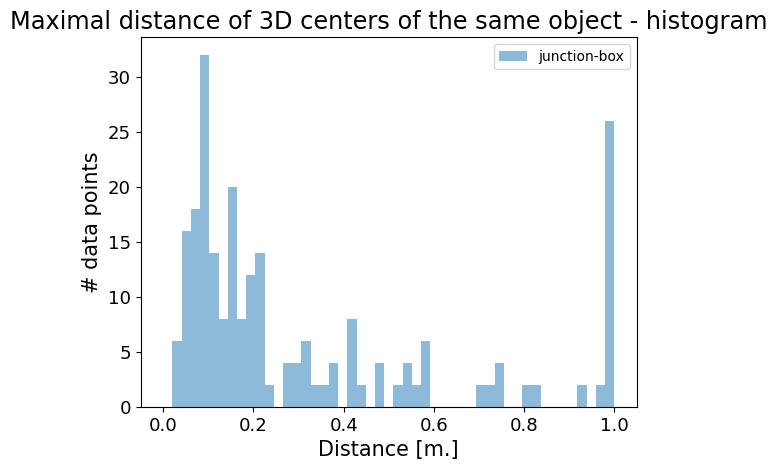 Maximal distance of 3D centers of the same object - histogram
junction-box
# data points
30
25
20
15
10
5
0
0.0 0.2 0.4 0.6 0.8 1.0
Distance [m.]